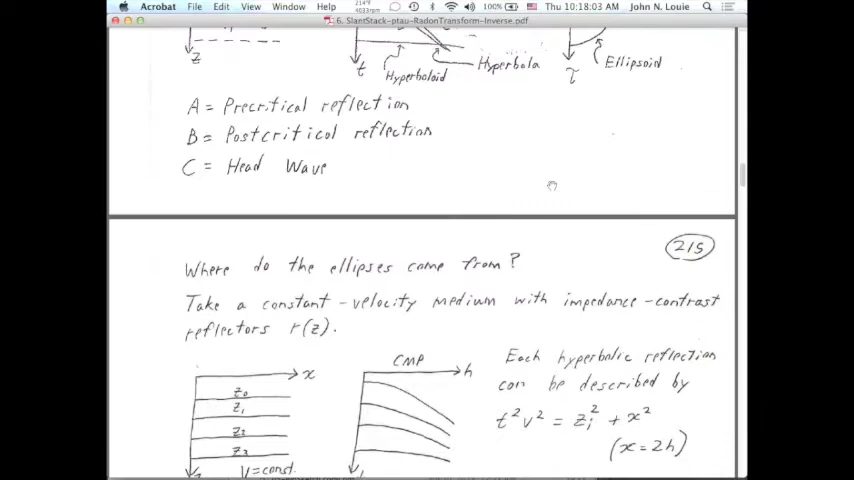 Acrobat File Edit View Window Help 214°F 4033rpm 100% Thu 10:18:03 AM John N. Louie
6. SlantStack-ptau-RadonTransform-Inverse.pdf
z
t
Hyperboloid
Hyperbola
τ
Ellipsoid
A = Precritical reflection
B = Postcritical reflection
C = Head Wave
215
Where do the ellipses come from?
Take a constant-velocity medium with impedance-contrast
reflectors r(z).
x
z0
z1
z2
z3
V=const.
CMP
h
Each hyperbolic reflection
can be described by
t²v² = zi² + x²
(x = 2h)